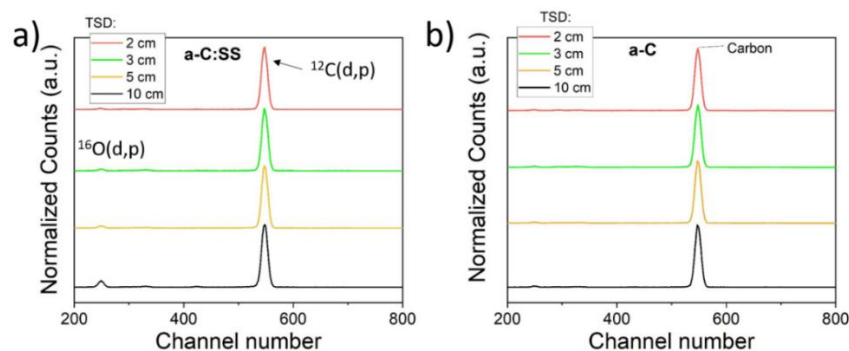 a)
TSD:
2 cm
3 cm
5 cm
10 cm
a-C:SS
¹²C(d,p)
¹⁶O(d,p)
Normalized Counts (a.u.)
200 400 600 800
Channel number
b)
TSD:
2 cm
3 cm
5 cm
10 cm
a-C
Carbon
Normalized Counts (a.u.)
200 400 600 800
Channel number